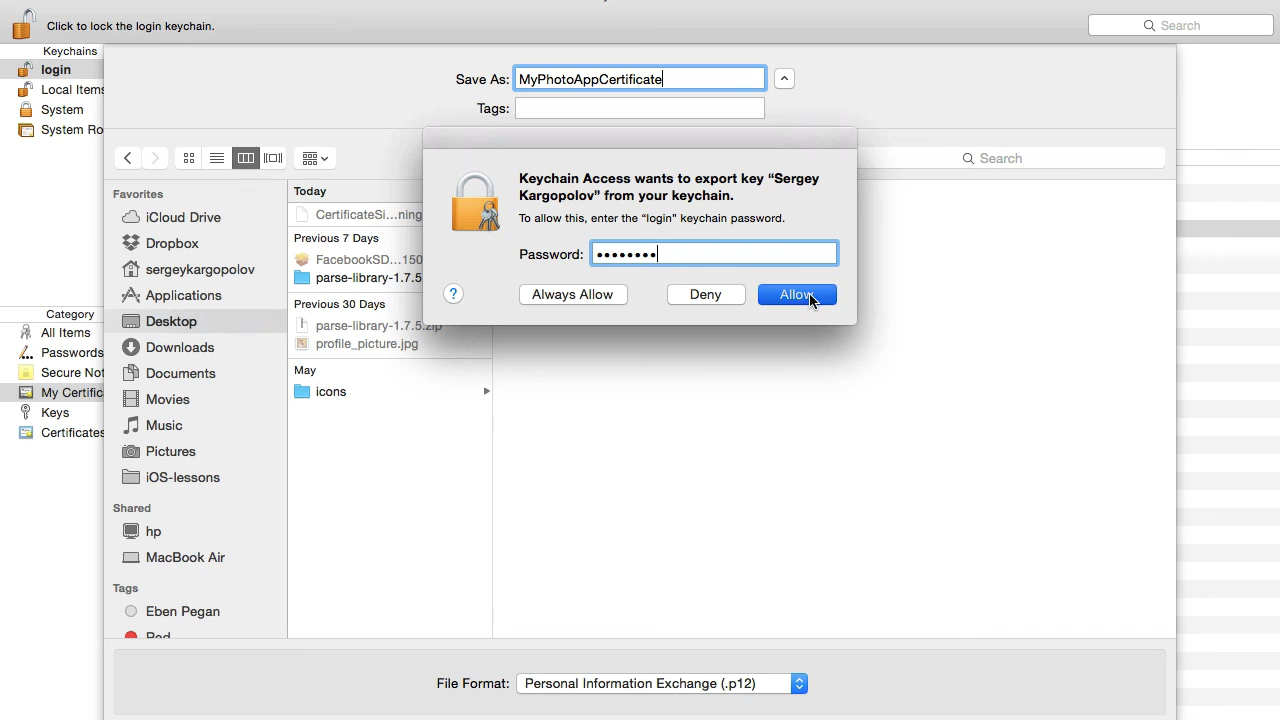 Click to lock the login keychain.
Search
Keychains
login
Local Items
System
System Ro
Save As: MyPhotoAppCertificate
Tags:
Search
Favorites
iCloud Drive
Dropbox
sergeykargopolov
Applications
Desktop
Downloads
Documents
Movies
Music
Pictures
iOS-lessons
Shared
hp
MacBook Air
Tags
Eben Pegan
Red
Today
CertificateSi...ning
Previous 7 Days
FacebookSD...150
parse-library-1.7.5
Previous 30 Days
parse-library-1.7.5.zip
profile_picture.jpg
May
icons
Keychain Access wants to export key “Sergey
Kargopolov” from your keychain.
To allow this, enter the “login” keychain password.
Password: ••••••••
?
Always Allow
Deny
Allow
Category
All Items
Passwords
Secure Not
My Certific
Keys
Certificates
File Format: Personal Information Exchange (.p12)